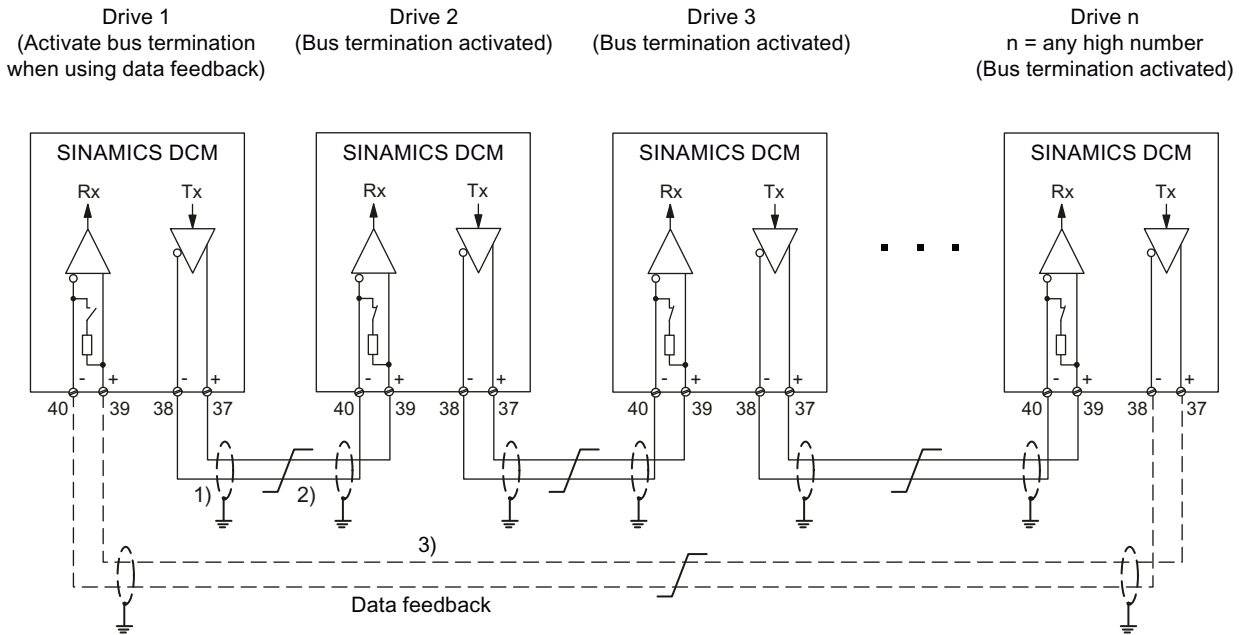 Drive 1
(Activate bus termination
when using data feedback)
Drive 2
(Bus termination activated)
Drive 3
(Bus termination activated)
Drive n
n = any high number
(Bus termination activated)
SINAMICS DCM
SINAMICS DCM
SINAMICS DCM
SINAMICS DCM
Rx Tx
Rx Tx
Rx Tx
Rx Tx
- + - +
- + - +
- + - +
- + - +
40 39 38 37
40 39 38 37
40 39 38 37
40 39 38 37
1) 2)
3)
Data feedback